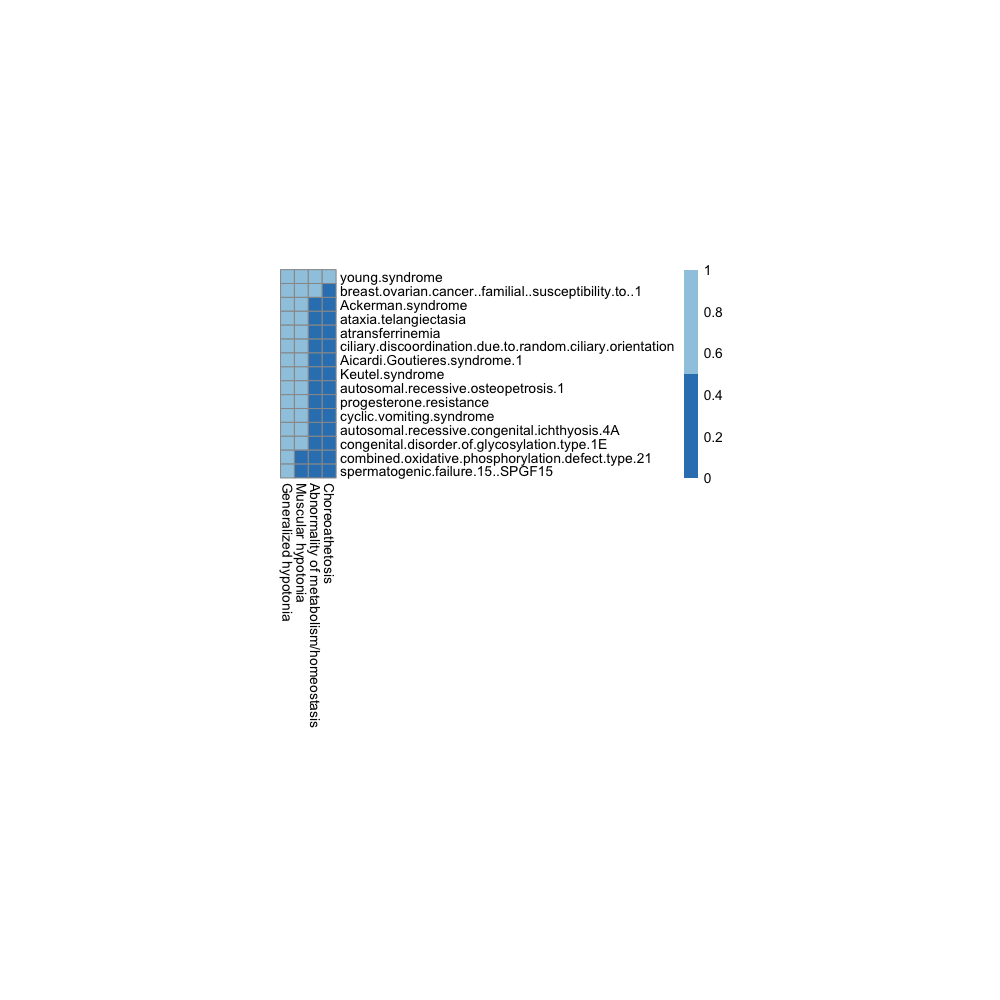 young.syndrome
breast.ovarian.cancer..familial..susceptibility.to..1
Ackerman.syndrome
ataxia.telangiectasia
atransferrinemia
ciliary.discoordination.due.to.random.ciliary.orientation
Aicardi.Goutieres.syndrome.1
Keutel.syndrome
autosomal.recessive.osteopetrosis.1
progesterone.resistance
cyclic.vomiting.syndrome
autosomal.recessive.congenital.ichthyosis.4A
congenital.disorder.of.glycosylation.type.1E
combined.oxidative.phosphorylation.defect.type.21
spermatogenic.failure.15..SPGF15
Generalized hypotonia
Muscular hypotonia
Abnormality of metabolism/homeostasis
Choreoathetosis
1
0.8
0.6
0.4
0.2
0